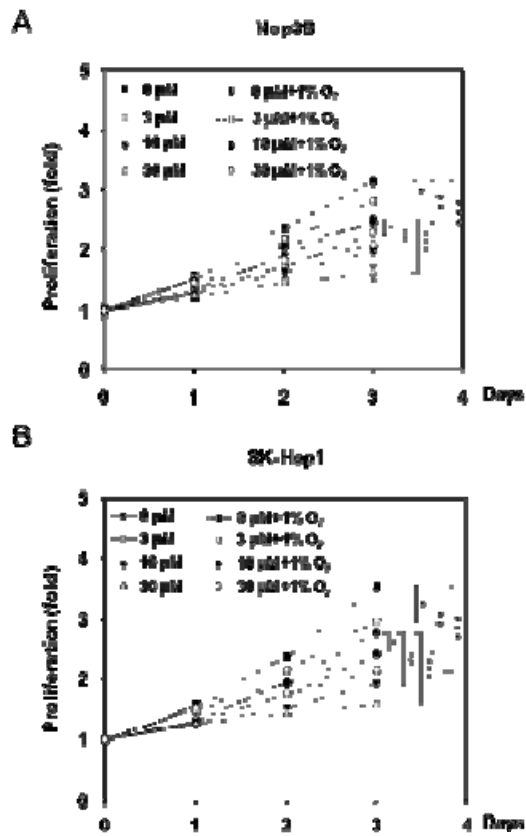 A
Hep3B
5
0 µM 0 µM+1% O₂
3 µM 3 µM+1% O₂
4
10 µM 10 µM+1% O₂
30 µM 30 µM+1% O₂
3
Proliferation (fold)
2
1
0
0 1 2 3 4 Days
B
SK-Hep1
5
0 µM 0 µM+1% O₂
3 µM 3 µM+1% O₂
4
10 µM 10 µM+1% O₂
30 µM 30 µM+1% O₂
3
Proliferation (fold)
2
1
0
0 1 2 3 4 Days